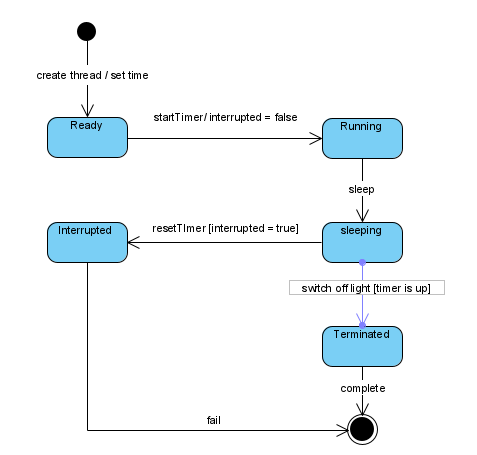 create thread / set time
Ready
startTimer/ interrupted = false
Running
sleep
Interrupted
resetTImer [interrupted = true]
sleeping
switch off light [timer is up]
Terminated
complete
fail